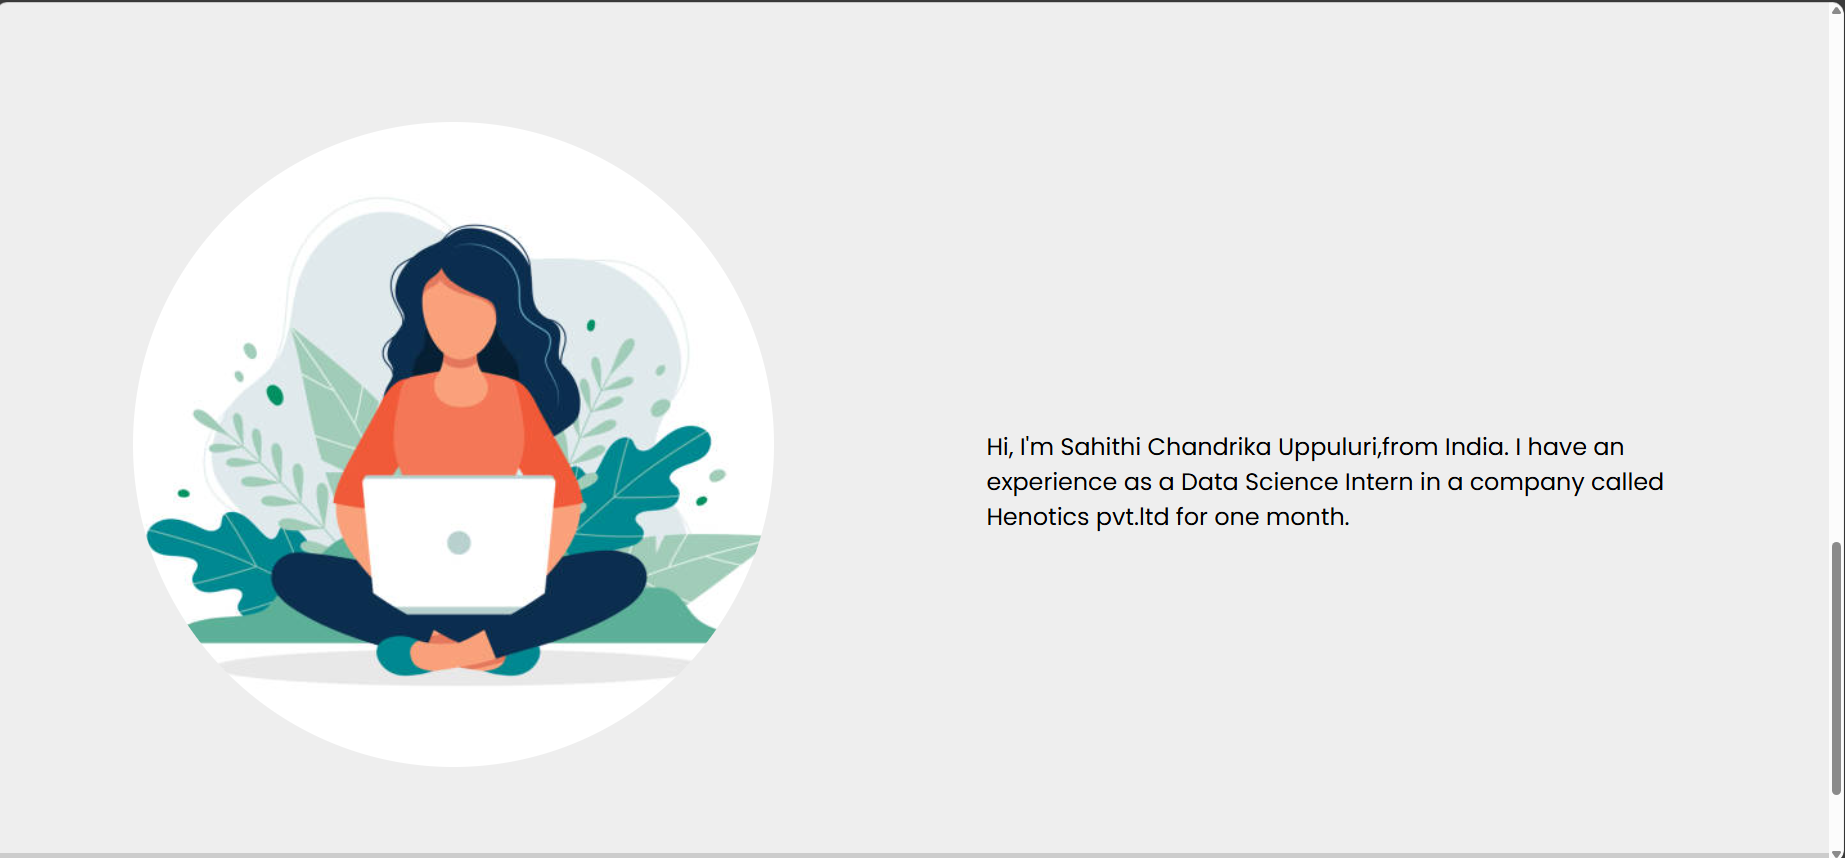 Hi, I'm Sahithi Chandrika Uppuluri,from India. I have an
experience as a Data Science Intern in a company called
Henotics pvt.ltd for one month.